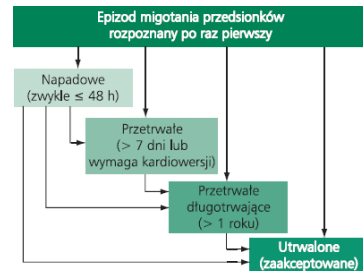 Epizod migotania przedsionków
rozpoznany po raz pierwszy
Napadowe
(zwykle ≤ 48 h)
Przetrwałe
(> 7 dni lub
wymaga kardiowersji)
Przetrwałe
długotrwające
(> 1 roku)
Utrwalone
(zaakceptowane)